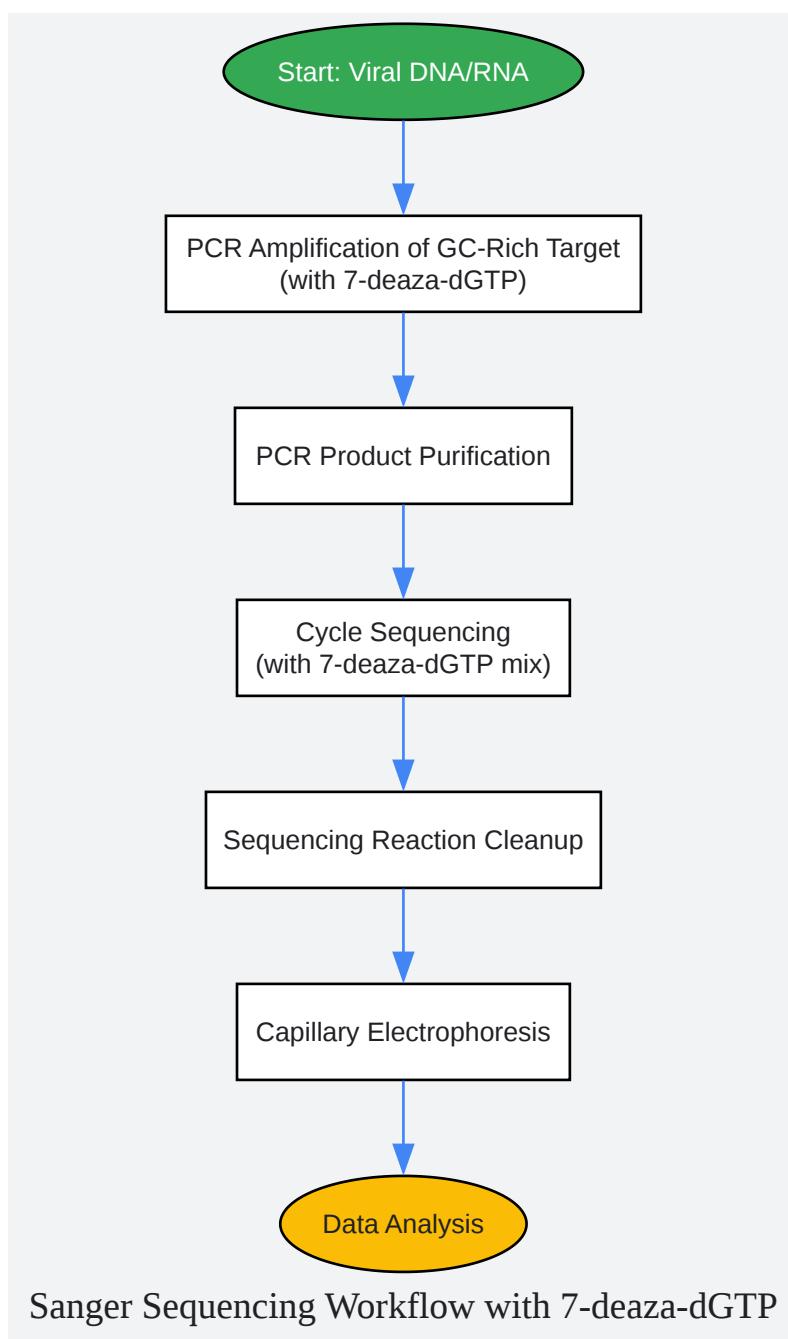 Start: Viral DNA/RNA
PCR Amplification of GC-Rich Target
(with 7-deaza-dGTP)
PCR Product Purification
Cycle Sequencing
(with 7-deaza-dGTP mix)
Sequencing Reaction Cleanup
Capillary Electrophoresis
Data Analysis
Sanger Sequencing Workflow with 7-deaza-dGTP